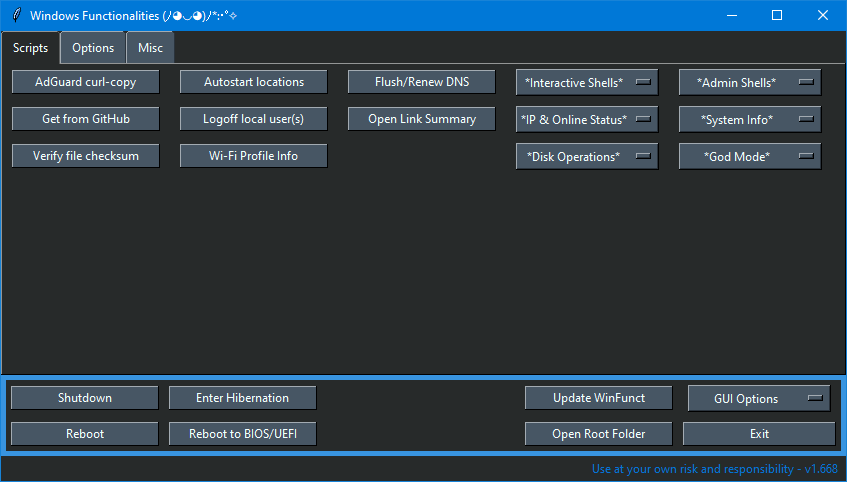 Windows Functionalities (ﾉ◕◡◕)ﾉ*:･ﾟ✧
Scripts Options Misc
AdGuard curl-copy Autostart locations Flush/Renew DNS *Interactive Shells* *Admin Shells*
Get from GitHub Logoff local user(s) Open Link Summary *IP & Online Status* *System Info*
Verify file checksum Wi-Fi Profile Info *Disk Operations* *God Mode*
Shutdown Enter Hibernation Update WinFunct GUI Options
Reboot Reboot to BIOS/UEFI Open Root Folder Exit
Use at your own risk and responsibility - v1.668